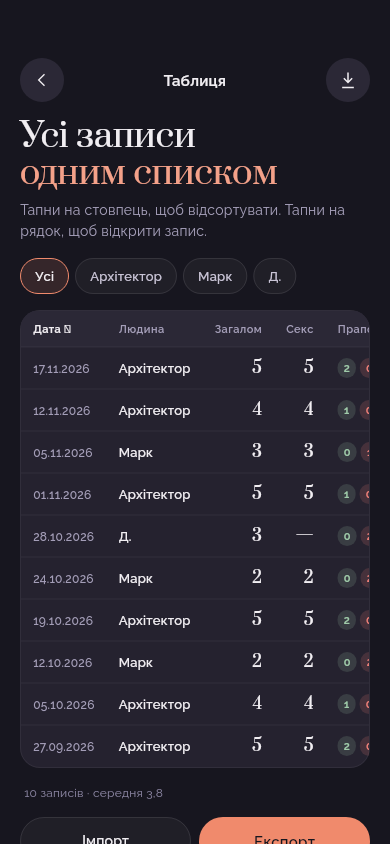 Таблиця
Усі записи
одним списком
Тапни на стовпець, щоб відсортувати. Тапни на
рядок, щоб відкрити запис.
Усі Архітектор Марк Д.
Дата Людина Загалом Секс
17.11.2026 Архітектор 5 5 2
12.11.2026 Архітектор 4 4 1
05.11.2026 Марк 3 3 0
01.11.2026 Архітектор 5 5 1
28.10.2026 Д. 3 — 0
24.10.2026 Марк 2 2 0
19.10.2026 Архітектор 5 5 2
12.10.2026 Марк 2 2 0
05.10.2026 Архітектор 4 4 1
27.09.2026 Архітектор 5 5 2
10 записів · середня 3,8
Імпорт Експорт